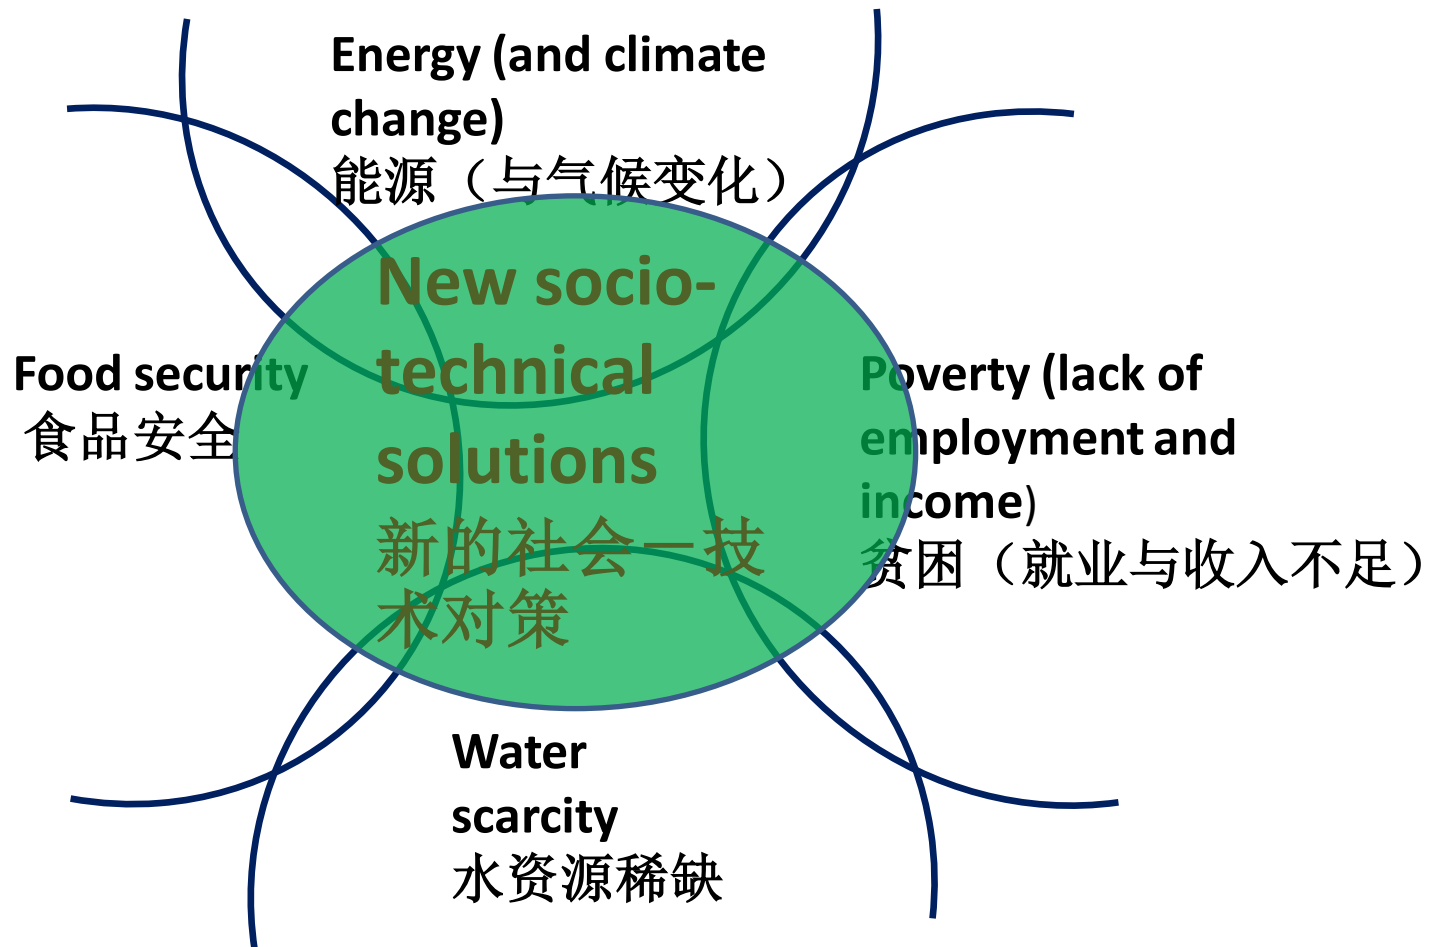 Energy (and climate
change)
能源（与气候变化）
New socio-
technical
solutions
新的社会－技
术对策
Food security
食品安全
Poverty (lack of
employment and
income)
贫困（就业与收入不足）
Water
scarcity
水资源稀缺